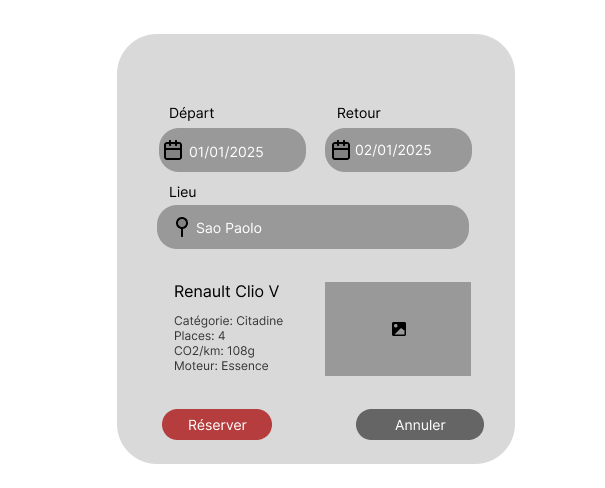 Départ
Retour
01/01/2025
02/01/2025
Lieu
Sao Paolo
Renault Clio V
Catégorie: Citadine
Places: 4
CO2/km: 108g
Moteur: Essence
Réserver
Annuler